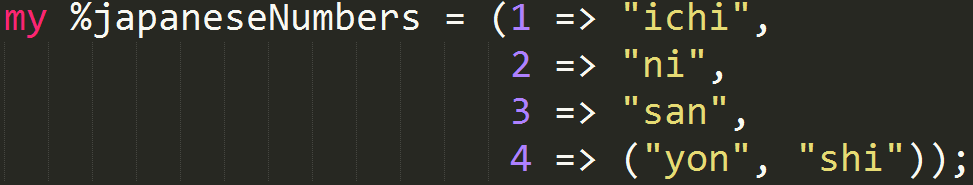 my %japaneseNumbers = (1 => "ichi",
2 => "ni",
3 => "san",
4 => ("yon", "shi"));